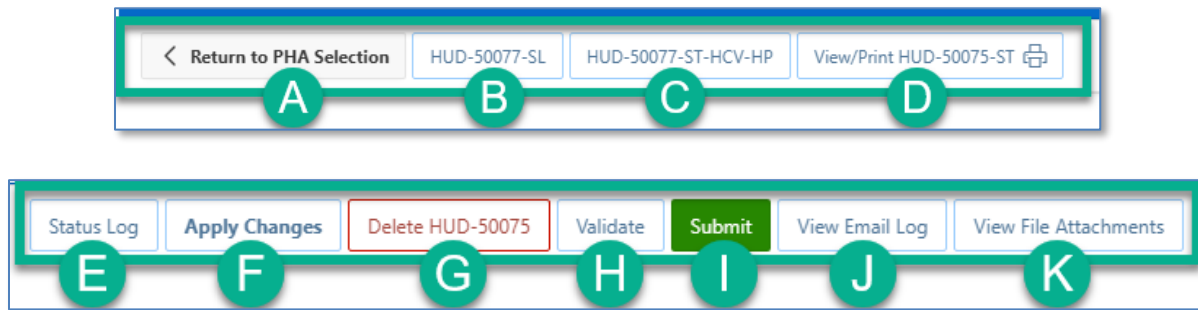 Return to PHA Selection HUD-50077-SL HUD-50077-ST-HCV-HP View/Print HUD-50075-ST
A B C D
Status Log Apply Changes Delete HUD-50075 Validate Submit View Email Log View File Attachments
E F G H I J K